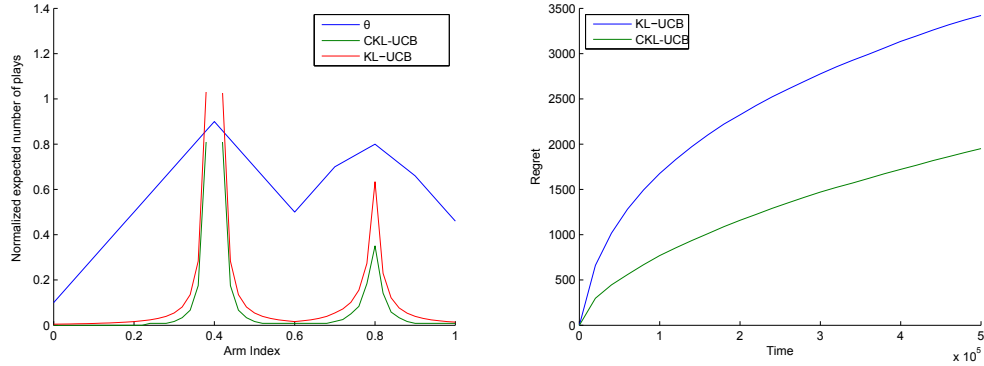 1.4
1.2
1
0.8
0.6
0.4
0.2
0
Normalized expected number of plays
θ
CKL-UCB
KL−UCB
0
0.2
0.4
0.6
0.8
1
Arm Index
3500
3000
2500
2000
1500
1000
500
0
Regret
KL−UCB
CKL-UCB
0
1
2
3
4
5
x 10^5
Time